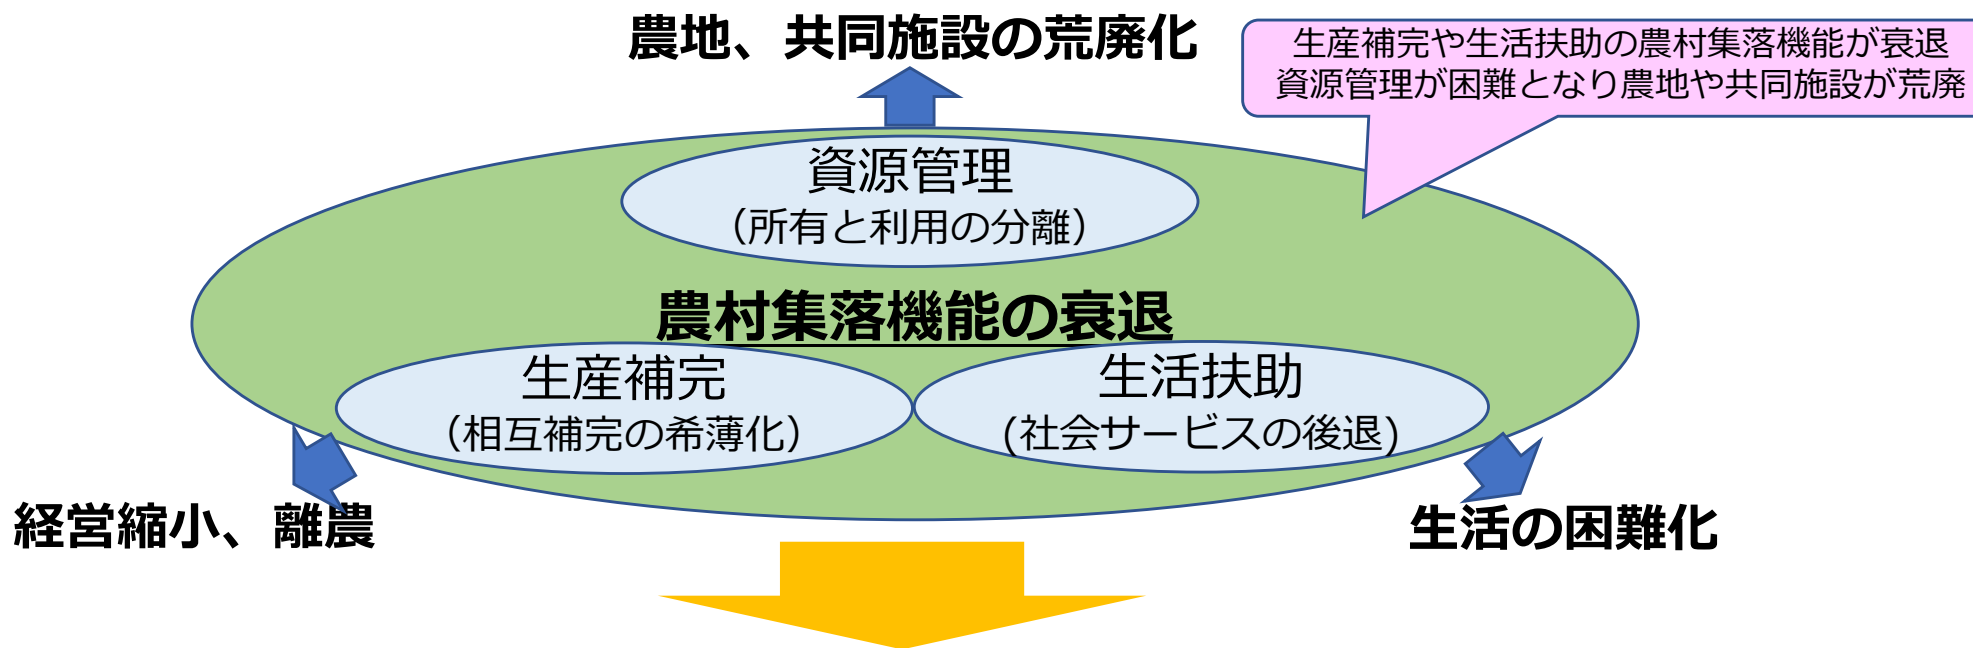 農地、共同施設の荒廃化
生産補完や生活扶助の農村集落機能が衰退
資源管理が困難となり農地や共同施設が荒廃
資源管理
（所有と利用の分離）
農村集落機能の衰退
生産補完
（相互補完の希薄化）
生活扶助
(社会サービスの後退)
経営縮小、離農
生活の困難化